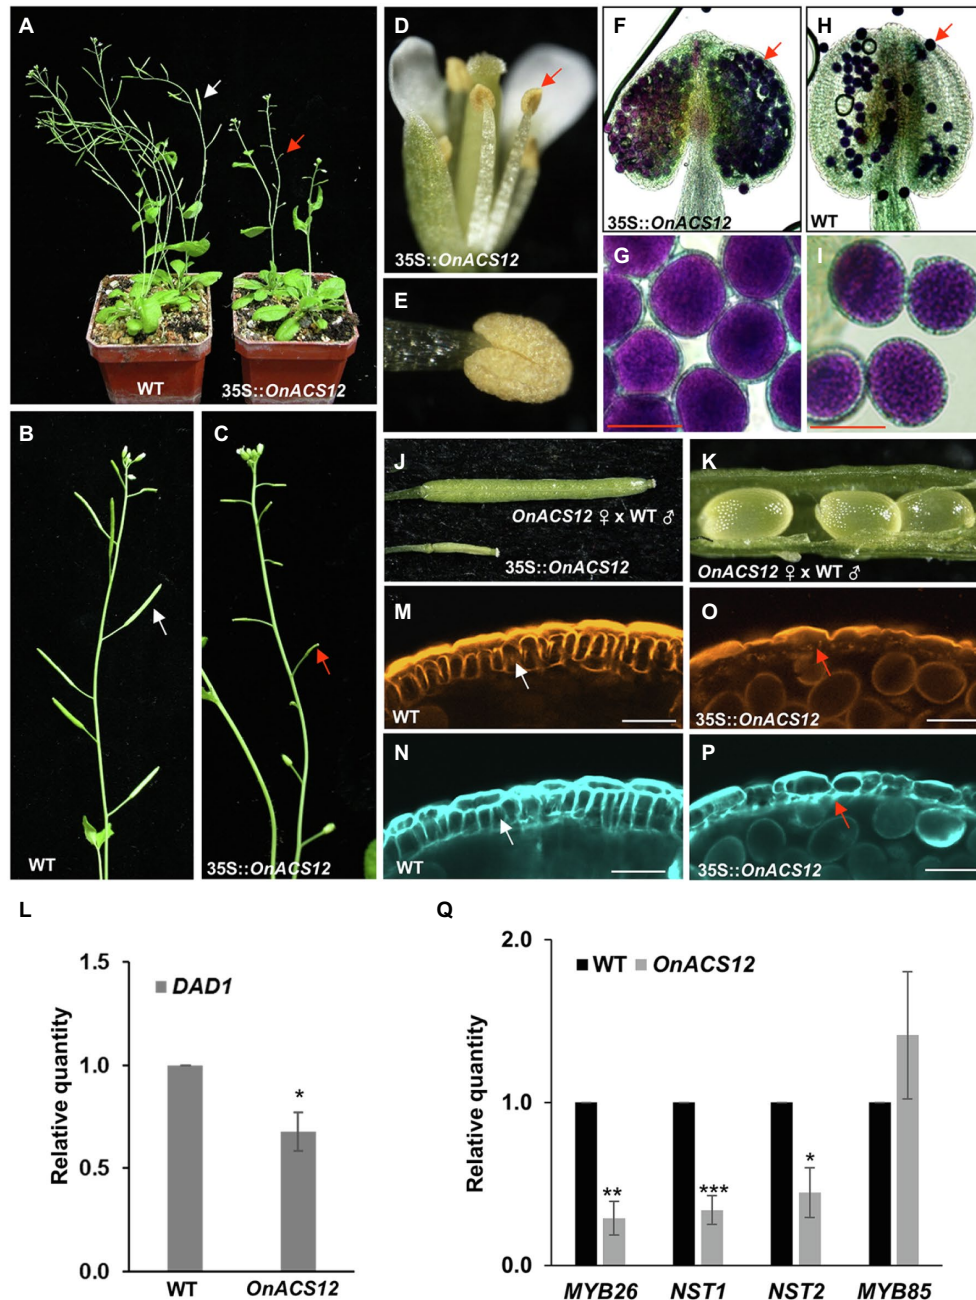 A
WT
35S::OnACS12
D
35S::OnACS12
E
F
35S::OnACS12
H
WT
G
I
B
WT
C
35S::OnACS12
J
OnACS12 ♀ x WT ♂
35S::OnACS12
K
OnACS12 ♀ x WT ♂
M
WT
O
35S::OnACS12
N
WT
P
35S::OnACS12
L
Relative quantity
1.5
1.0
0.5
0.0
DAD1
*
WT
OnACS12
Q
Relative quantity
2.0
1.0
0.0
WT OnACS12
**
***
*
MYB26 NST1 NST2 MYB85